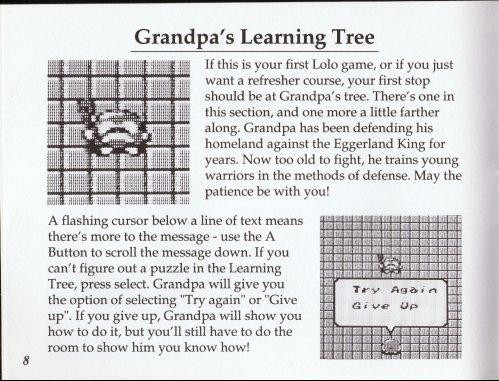 Grandpa's Learning Tree
If this is your first Lolo game, or if you just
want a refresher course, your first stop
should be at Grandpa's tree. There's one in
this section, and one more a little farther
along. Grandpa has been defending his
homeland against the Eggerland King for
years. Now too old to fight, he trains young
warriors in the methods of defense. May the
patience be with you!
A flashing cursor below a line of text means
there's more to the message - use the A
Button to scroll the message down. If you
can't figure out a puzzle in the Learning
Tree, press select. Grandpa will give you
the option of selecting "Try again" or "Give
up". If you give up, Grandpa will show you
how to do it, but you'll still have to do the
room to show him you know how!
Try Again
Give Up
8